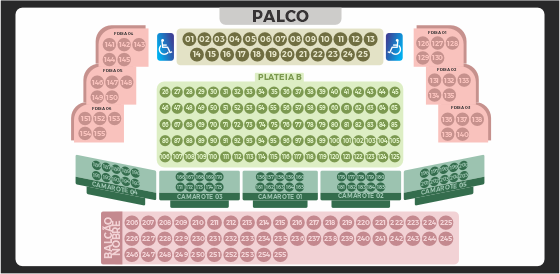 PALCO
01 02 03 04 05 06 07 08 09 10 11 12 13
14 15 16 17 18 19 20 21 22 23 24 25
FRISA 04
141 142 143
144 145
FRISA 05
146 147 148
149 150
151 152 153
154 155
FRISA 01
126 127 128
129 130
FRISA 02
131 132 133
134 135
FRISA 03
136 137 138
139 140
PLATEIA B
26 27 28 29 30 31 32 33 34 35 36 37 38 39 40 41 42 43 44 45
46 47 48 49 50 51 52 53 54 55 56 57 58 59 60 61 62 63 64 65
66 67 68 69 70 71 72 73 74 75 76 77 78 79 80 81 82 83 84 85
86 87 88 89 90 91 92 93 94 95 96 97 98 99 100 101 102 103 104 105
106 107 108 109 110 111 112 113 114 115 116 117 118 119 120 121 122 123 124 125
CAMAROTE 04
CAMAROTE 03
CAMAROTE 01
CAMAROTE 02
CAMAROTE 05
BALCÃO
NOBRE
206 207 208 209 210 211 212 213 214 215 216 217 218 219 220 221 222 223 224 225
226 227 228 229 230 231 232 233 234 235 236 237 238 239 240 241 242 243 244 245
246 247 248 249 250 251 252 253 254 255